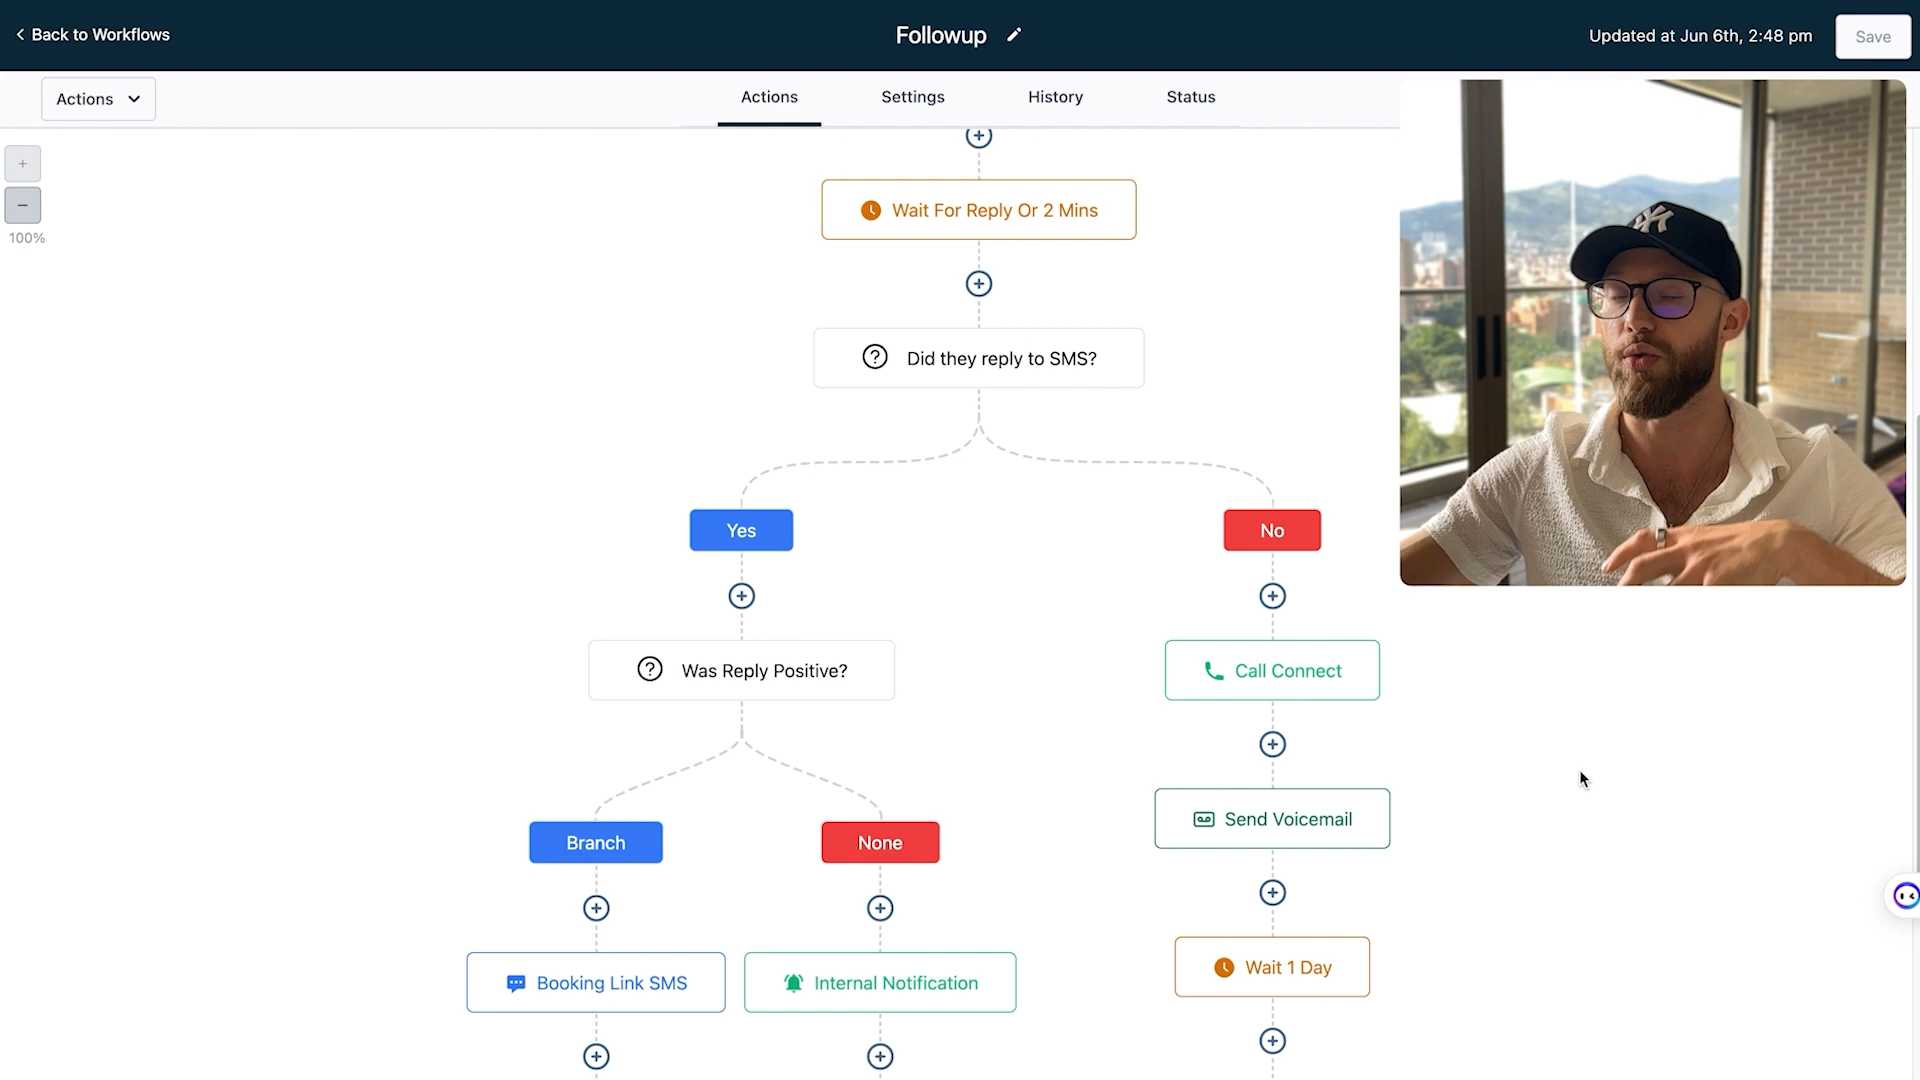 Back to Workflows
Followup
Updated at Jun 6th, 2:48 pm
Save
Actions
Actions
Settings
History
Status
+
−
100%
Wait For Reply Or 2 Mins
Did they reply to SMS?
Yes
No
Was Reply Positive?
Call Connect
Send Voicemail
Branch
None
Booking Link SMS
Internal Notification
Wait 1 Day
NY